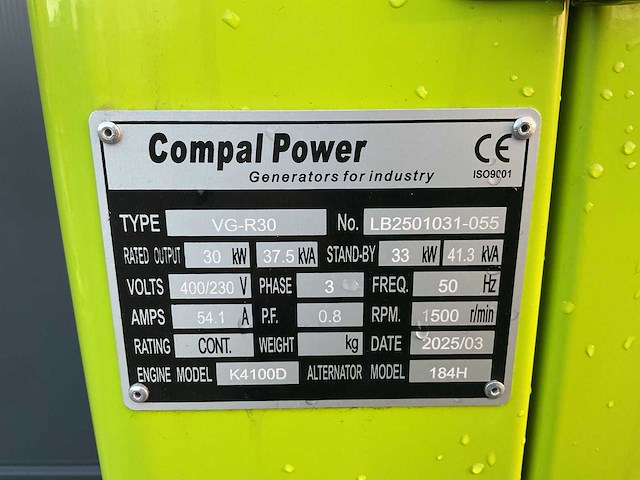 Compal Power
Generators for industry
CE
ISO9001
TYPE VG-R30 No. LB2501031-055
RATED OUTPUT 30 kW 37.5 kVA STAND-BY 33 kW 41.3 kVA
VOLTS 400/230 V PHASE 3 FREQ. 50 Hz
AMPS 54.1 A P.F. 0.8 RPM. 1500 r/min
RATING CONT. WEIGHT kg DATE 2025/03
ENGINE MODEL K4100D ALTERNATOR MODEL 184H